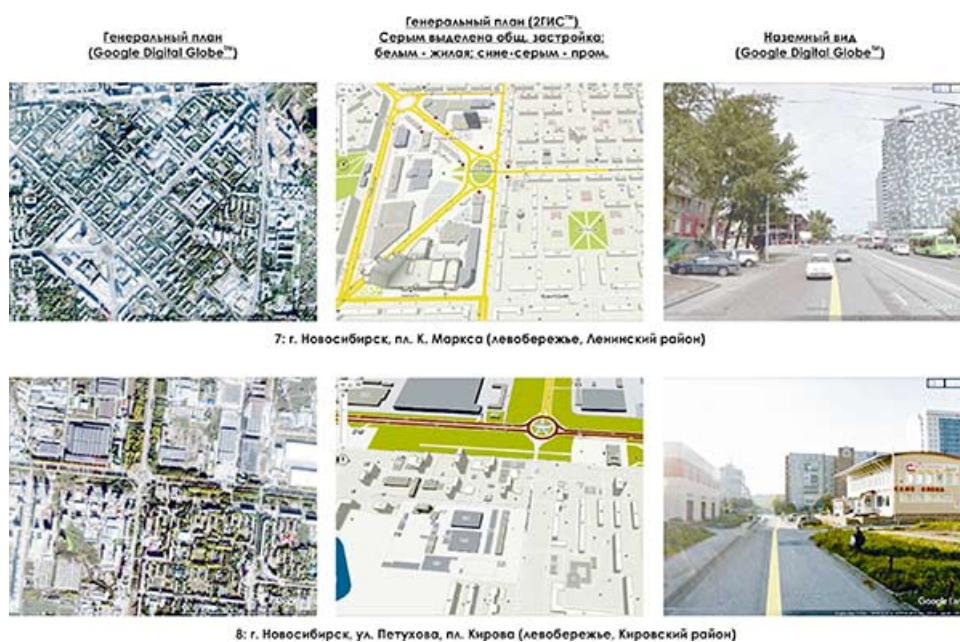 Генеральный план
(Google Digital Globe™)
Генеральный план (2ГИС™)
Серым выделена общ. застройка;
белым - жилая; сине-серым - пром.
Наземный вид
(Google Digital Globe™)
7: г. Новосибирск, пл. К. Маркса (левобережье, Ленинский район)
Google Earth
8: г. Новосибирск, ул. Петухова, пл. Кирова (левобережье, Кировский район)